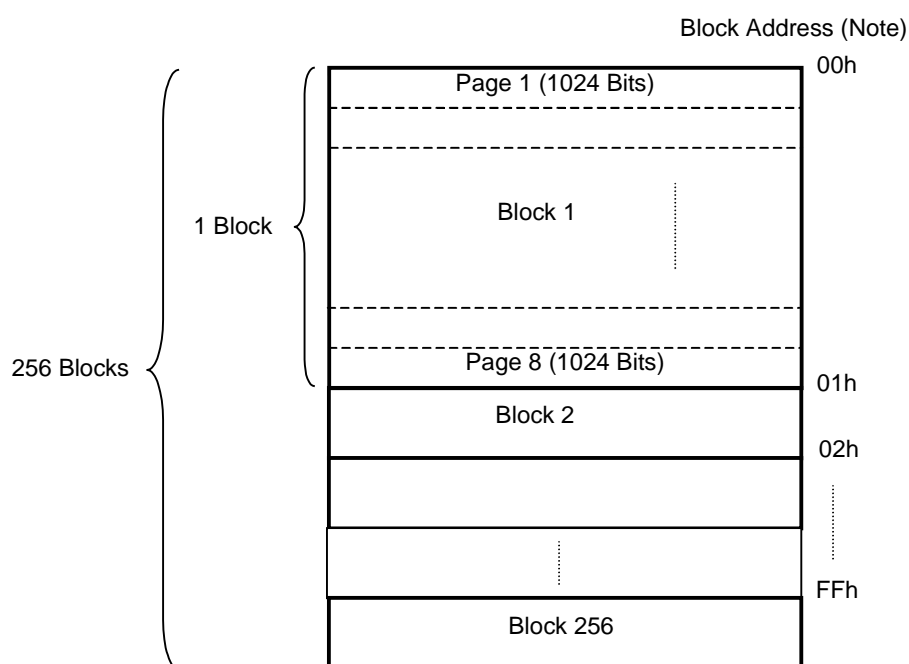 Block Address (Note)
00h
Page 1 (1024 Bits)
Block 1
1 Block
Page 8 (1024 Bits)
256 Blocks
01h
Block 2
02h
FFh
Block 256